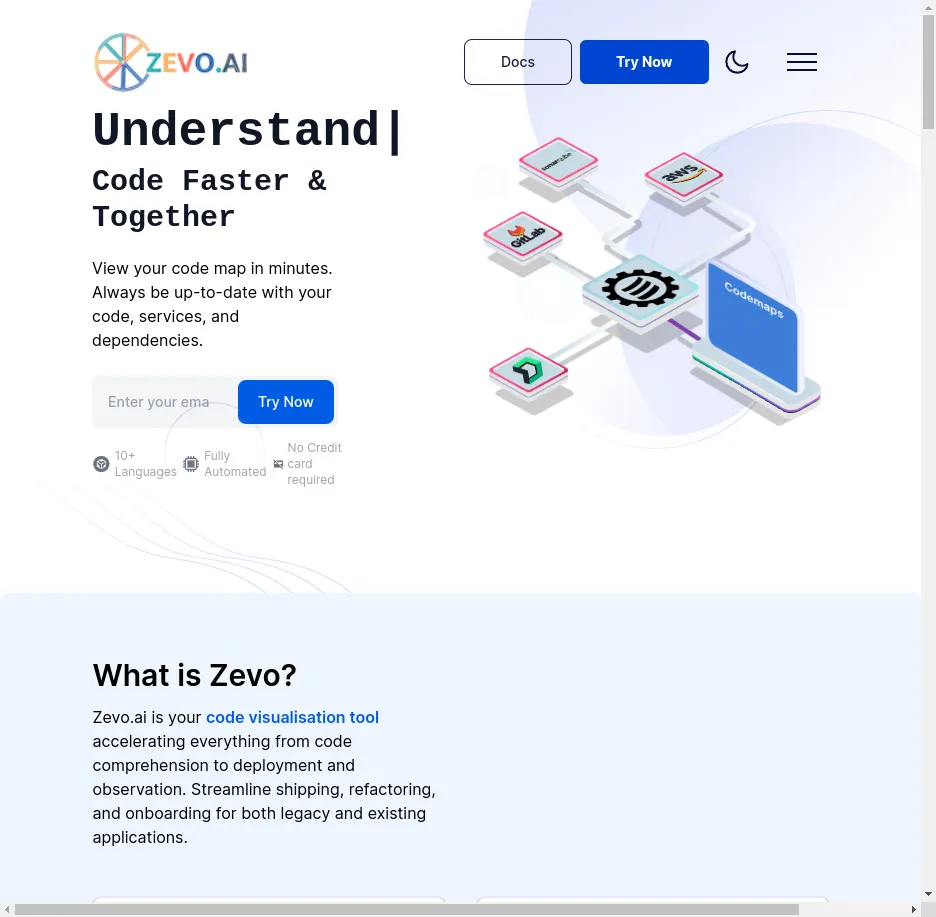 ZEVO.AI
Docs
Try Now
Understand|
Code Faster &
Together
View your code map in minutes.
Always be up-to-date with your
code, services, and
dependencies.
Enter your ema
Try Now
10+
Languages
Fully
Automated
No Credit
card
required
sonarqube
aws
GitLab
Codemaps
What is Zevo?
Zevo.ai is your code visualisation tool
accelerating everything from code
comprehension to deployment and
observation. Streamline shipping, refactoring,
and onboarding for both legacy and existing
applications.